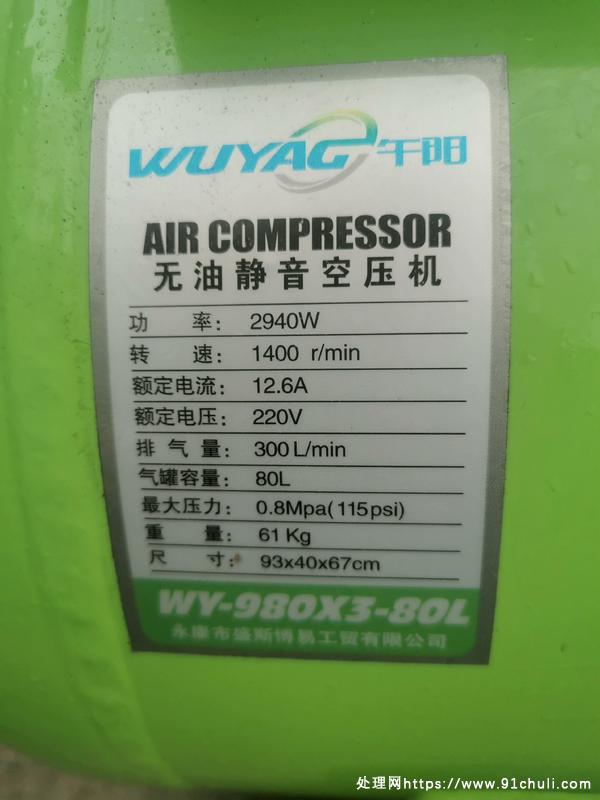 WUYAG 午阳
AIR COMPRESSOR
无油静音空压机
功 率: 2940W
转 速: 1400 r/min
额定电流: 12.6A
额定电压: 220V
排气量: 300L/min
气罐容量: 80L
最大压力: 0.8Mpa(115psi)
重 量: 61Kg
尺 寸: 93x40x67cm
WY-980X3-80L
永康市盛斯博易工贸有限公司
处理网https://www.91chuli.com/